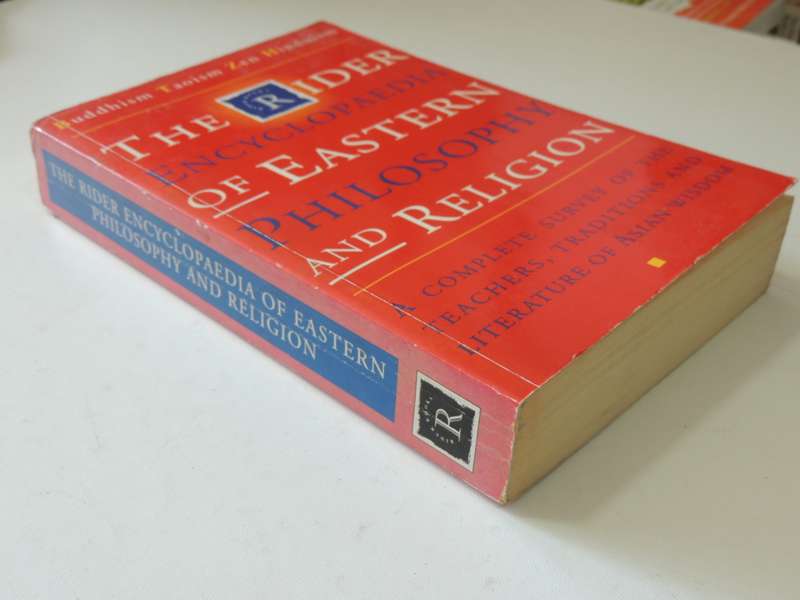 Buddhism Taoism Zen Hinduism
THE RIDER
ENCYCLOPAEDIA
OF EASTERN
PHILOSOPHY
AND RELIGION
A COMPLETE SURVEY OF THE
TEACHERS, TRADITIONS AND
LITERATURE OF ASIAN WISDOM
THE RIDER ENCYCLOPAEDIA OF EASTERN
PHILOSOPHY AND RELIGION
R